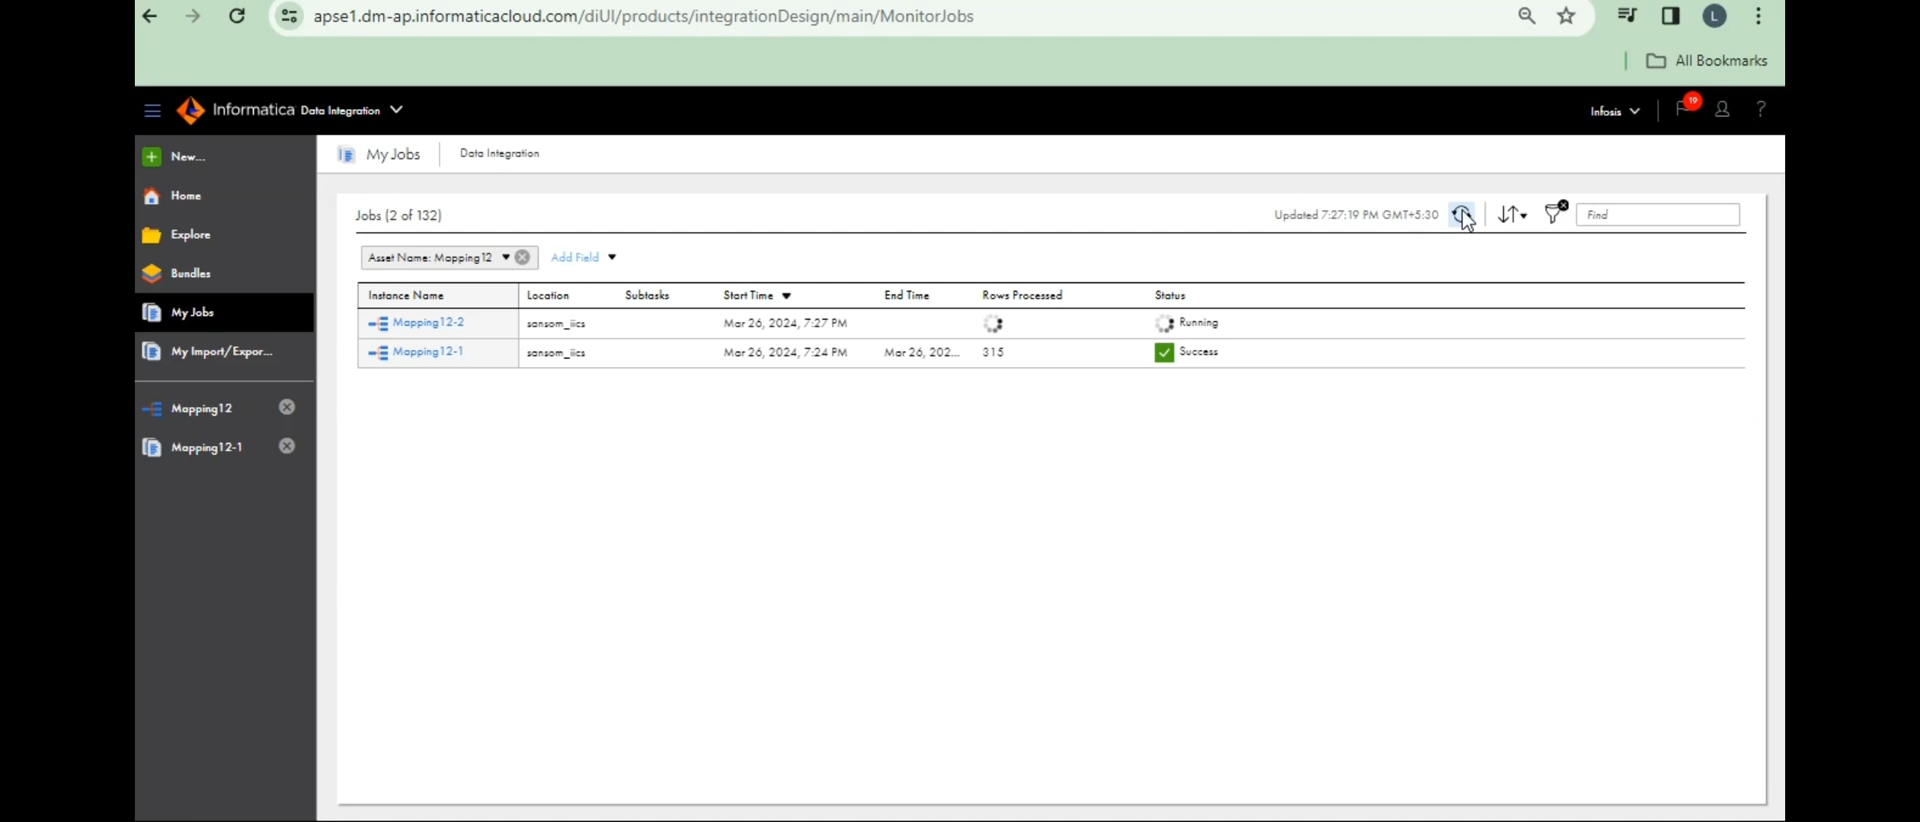 apse1.dm-ap.informaticacloud.com/diUI/products/integrationDesign/main/MonitorJobs
L
All Bookmarks
Informatica Data Integration
Infosis
19
?
New...
Home
Explore
Bundles
My Jobs
My Import/Expor...
Mapping12
Mapping12-1
My Jobs
Data Integration
Jobs (2 of 132)
Updated 7:27:19 PM GMT+5:30
Find
Asset Name: Mapping12
Add Field
Instance Name Location Subtasks Start Time End Time Rows Processed Status
Mapping12-2 sansom_iics Mar 26, 2024, 7:27 PM Running
Mapping12-1 sansom_iics Mar 26, 2024, 7:24 PM Mar 26, 202... 315 Success